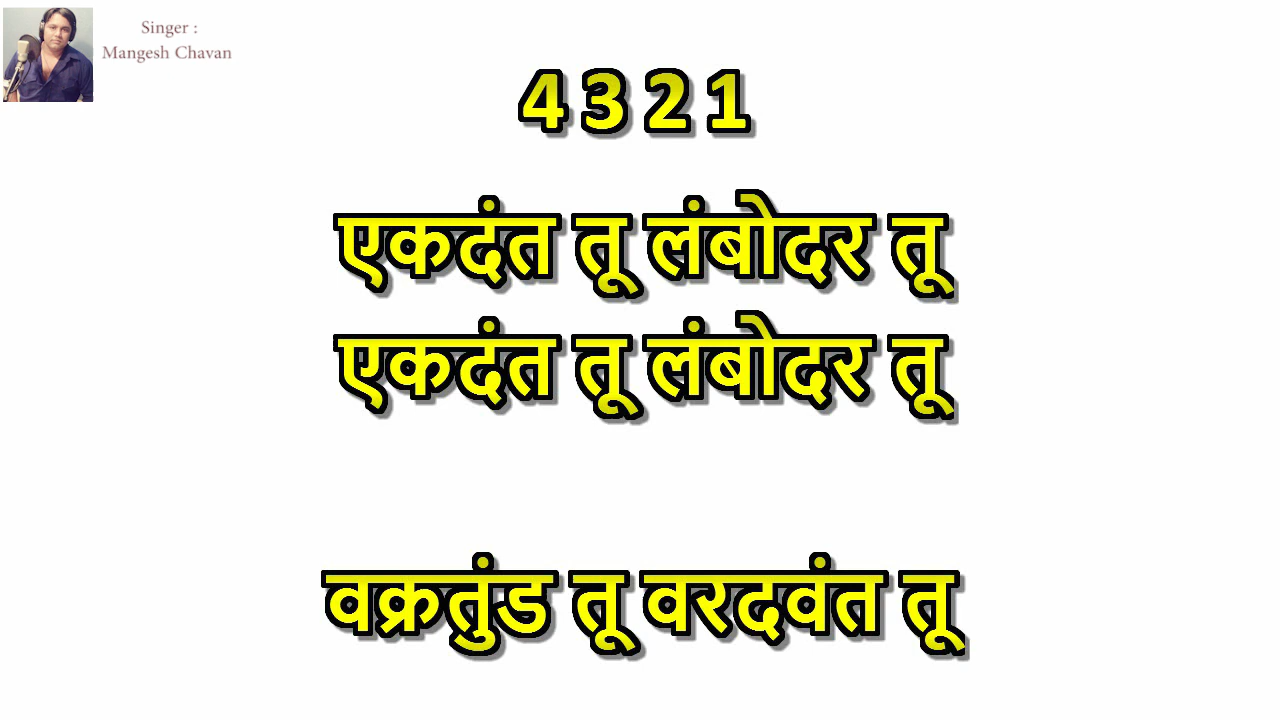 Singer :
Mangesh Chavan
4 3 2 1
एकदंत तू लंबोदर तू
एकदंत तू लंबोदर तू
वक्रतुंड तू वरदवंत तू